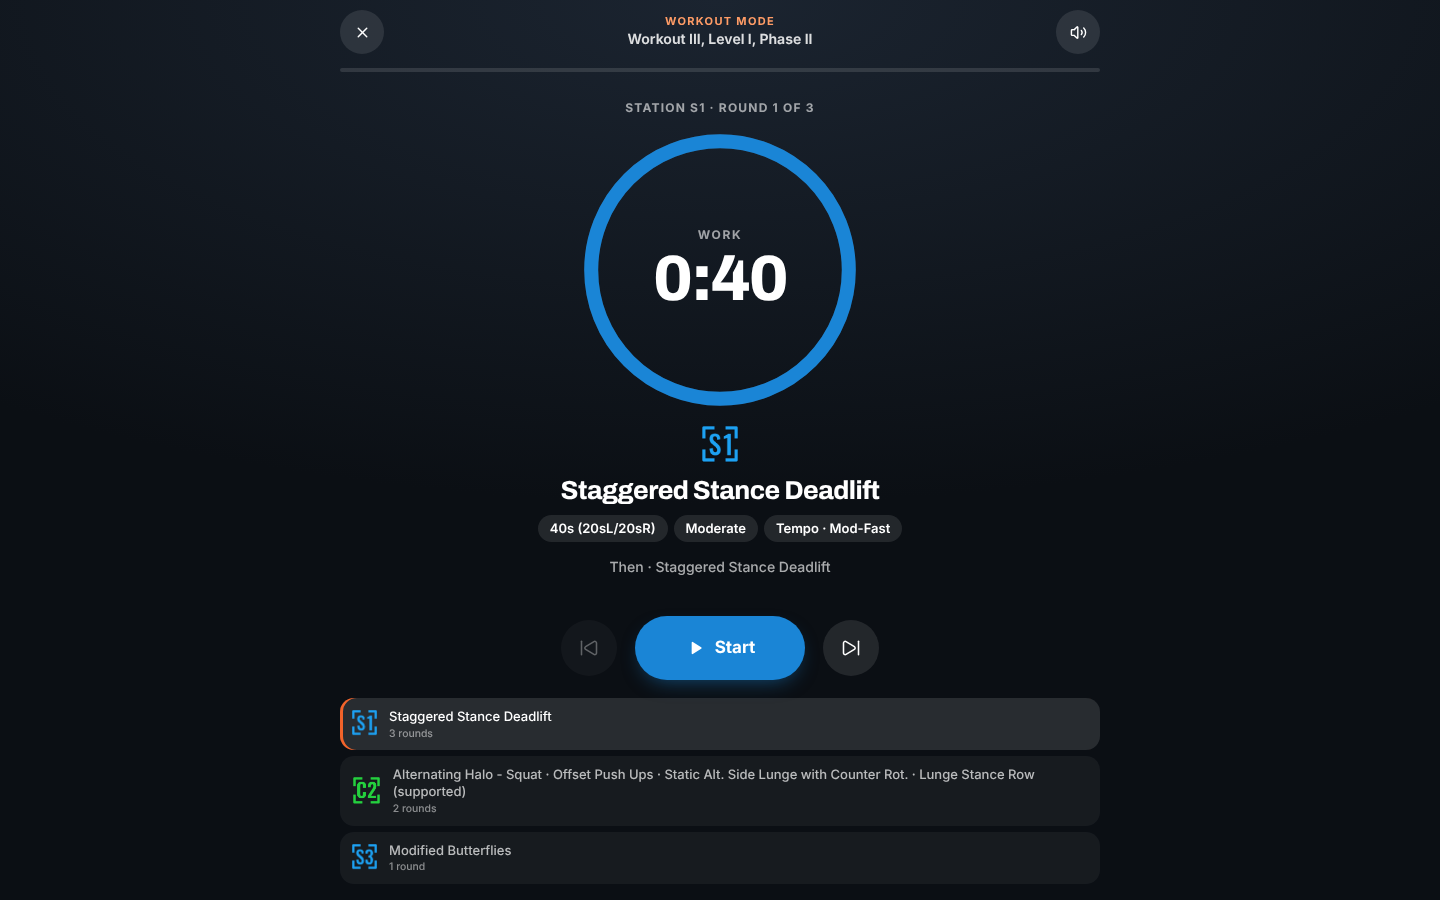 WORKOUT MODE
Workout III, Level I, Phase II
STATION S1 · ROUND 1 OF 3
WORK
0:40
S1
Staggered Stance Deadlift
40s (20sL/20sR)
Moderate
Tempo · Mod-Fast
Then · Staggered Stance Deadlift
Start
S1
Staggered Stance Deadlift
3 rounds
C2
Alternating Halo - Squat · Offset Push Ups · Static Alt. Side Lunge with Counter Rot. · Lunge Stance Row
(supported)
2 rounds
S3
Modified Butterflies
1 round